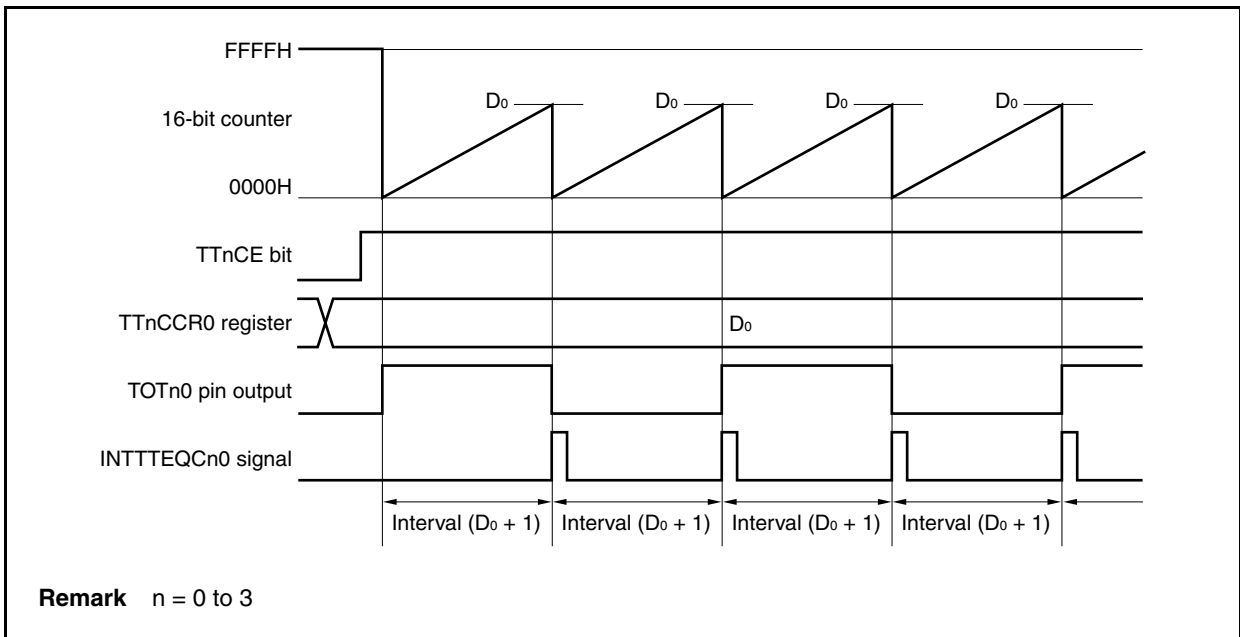 FFFFH
16-bit counter
0000H
D0 D0 D0 D0
TTnCE bit
TTnCCR0 register
D0
TOTn0 pin output
INTTTEQCn0 signal
Interval (D0 + 1) Interval (D0 + 1) Interval (D0 + 1) Interval (D0 + 1)
Remark n = 0 to 3